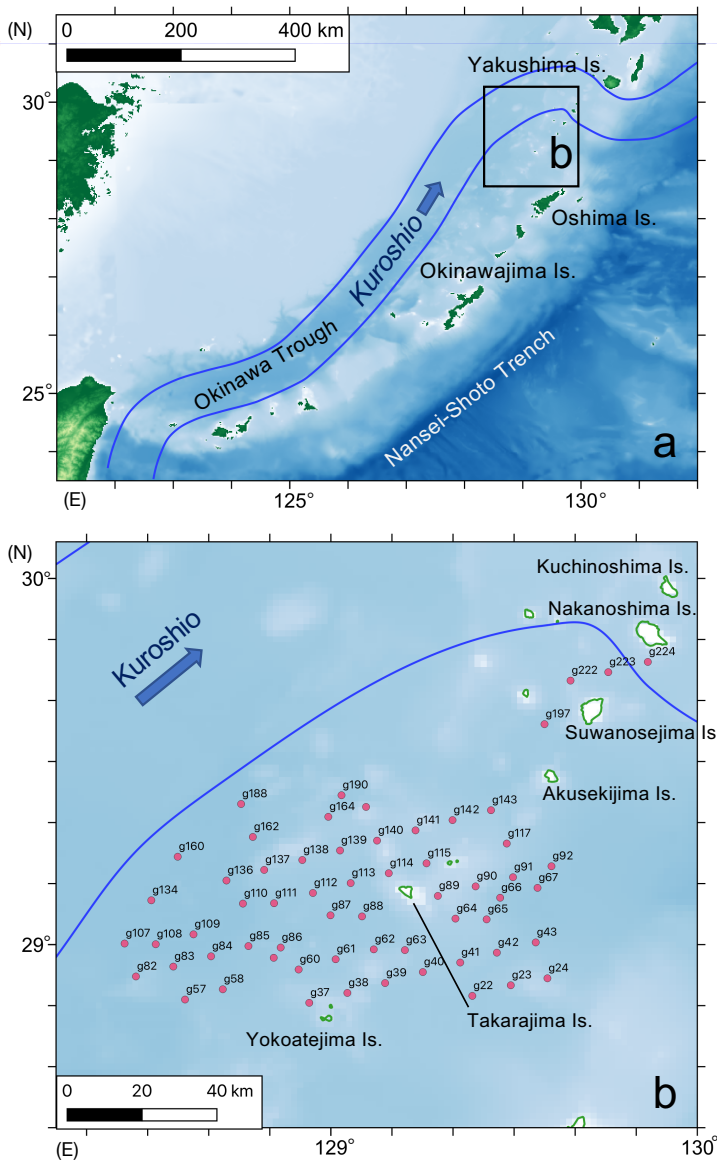 (N)
0 200 400 km
Yakushima Is.
30°
b
Kuroshio
Oshima Is.
Okinawajima Is.
Okinawa Trough
25°
Nansei-Shoto Trench
a
(E)
125°
130°
(N)
30°
Kuchinoshima Is.
Nakanoshima Is.
Kuroshio
g224
g223
g222
g197
Suwanosejima Is
Akusekijima Is.
g190
g188
g164
g143
g142
g141
g162
g140
g139
g117
g160
g138
g115
g92
g137
g114
g91
g136
g113
g90
g67
g112
g89
g66
g134
g110
g111
g87
g88
g64
g65
g109
g107
g108
g84
g85
g86
g62
g63
g42
g43
g82
g83
g60
g61
g41
g40
g57
g58
g39
g38
g37
g22
g23
g24
29°
Yokoatejima Is.
Takarajima Is.
0 20 40 km
b
(E)
129°
130°